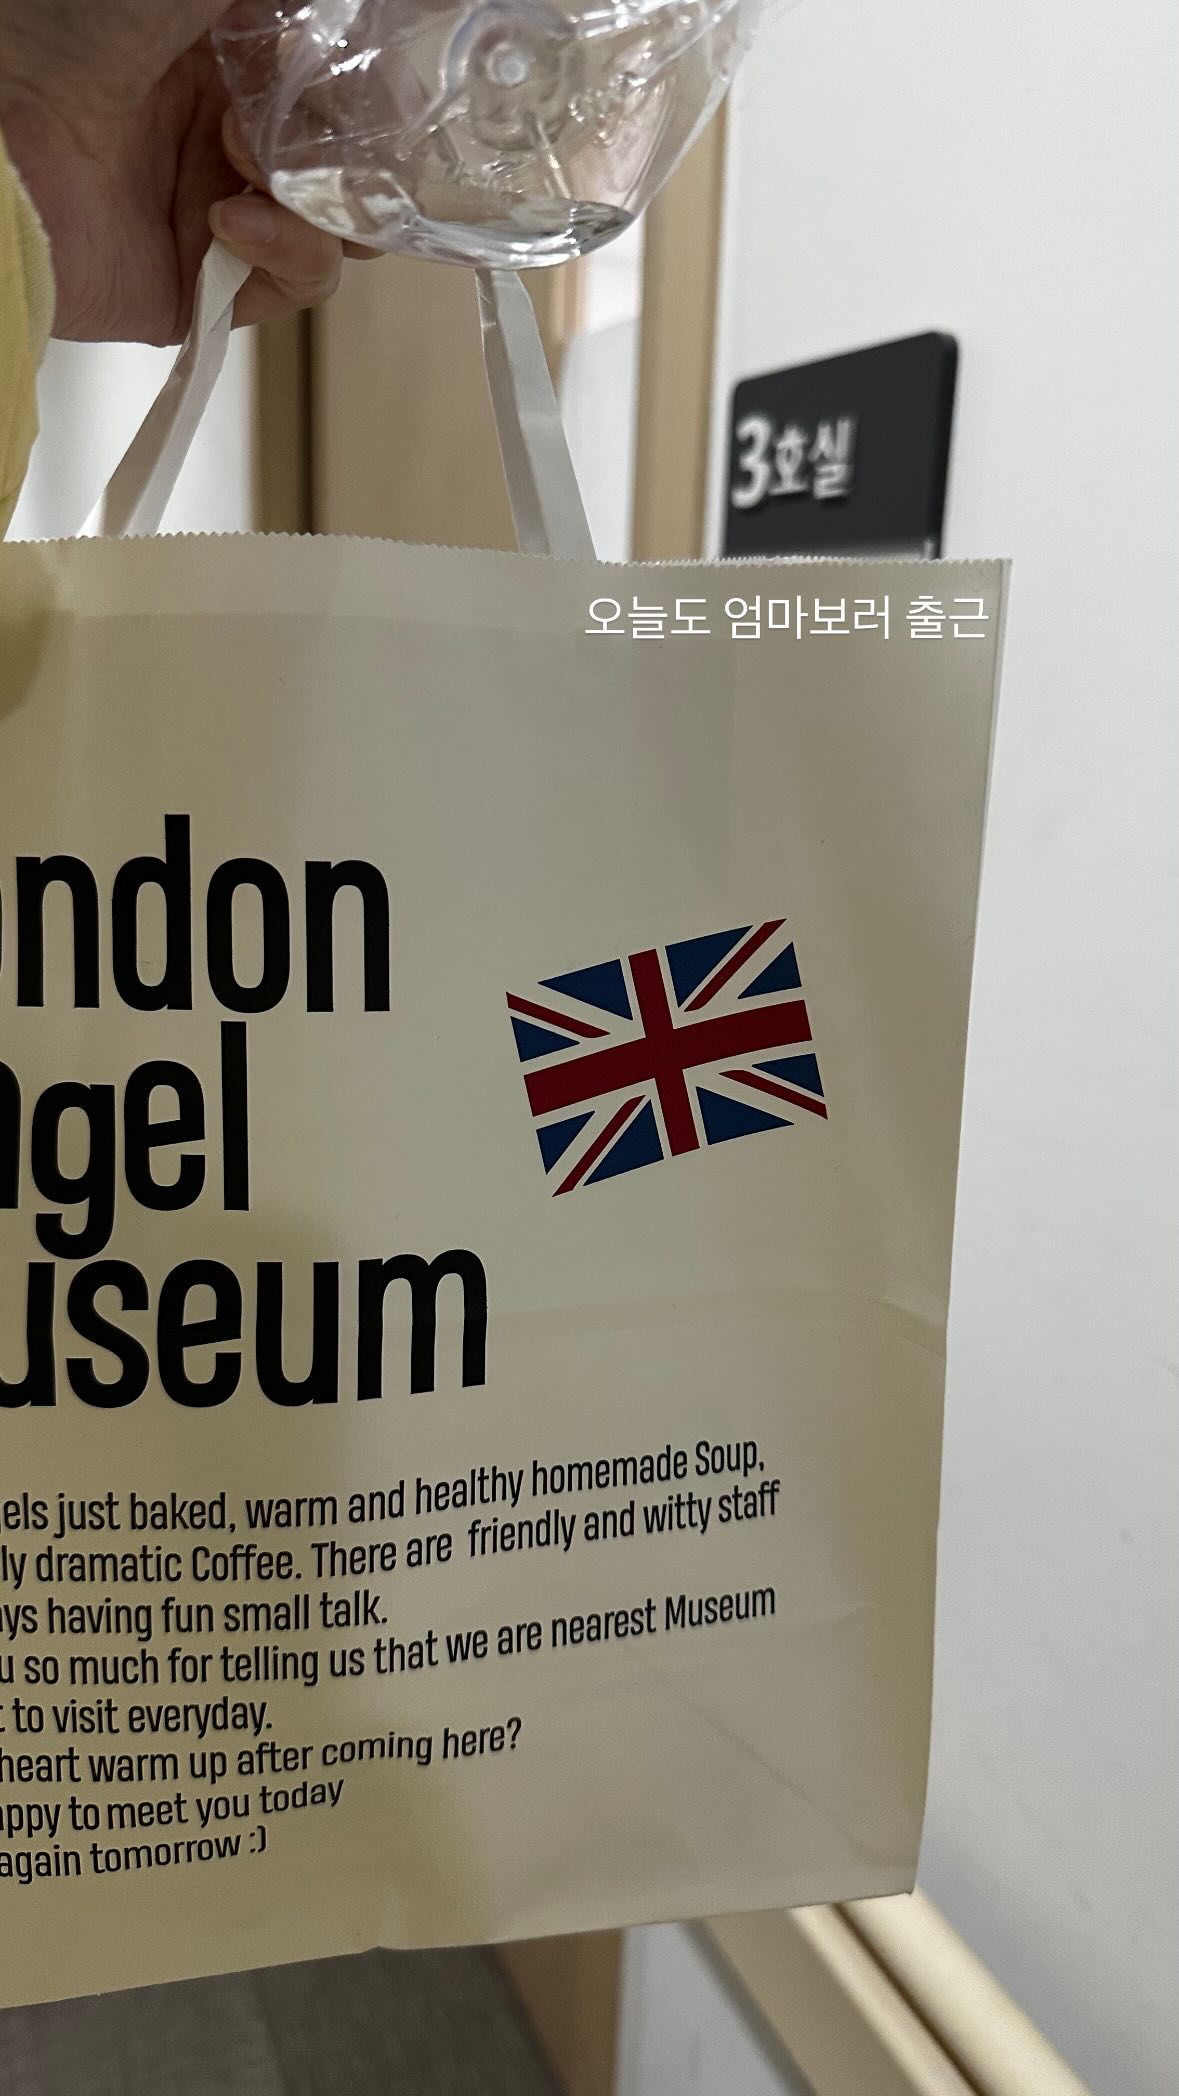 3호실
오늘도 엄마보러 출근
ondon
agel
useum
els just baked, warm and healthy homemade Soup,
ly dramatic Coffee. There are friendly and witty staff
ys having fun small talk.
u so much for telling us that we are nearest Museum
t to visit everyday.
heart warm up after coming here?
appy to meet you today
again tomorrow :)